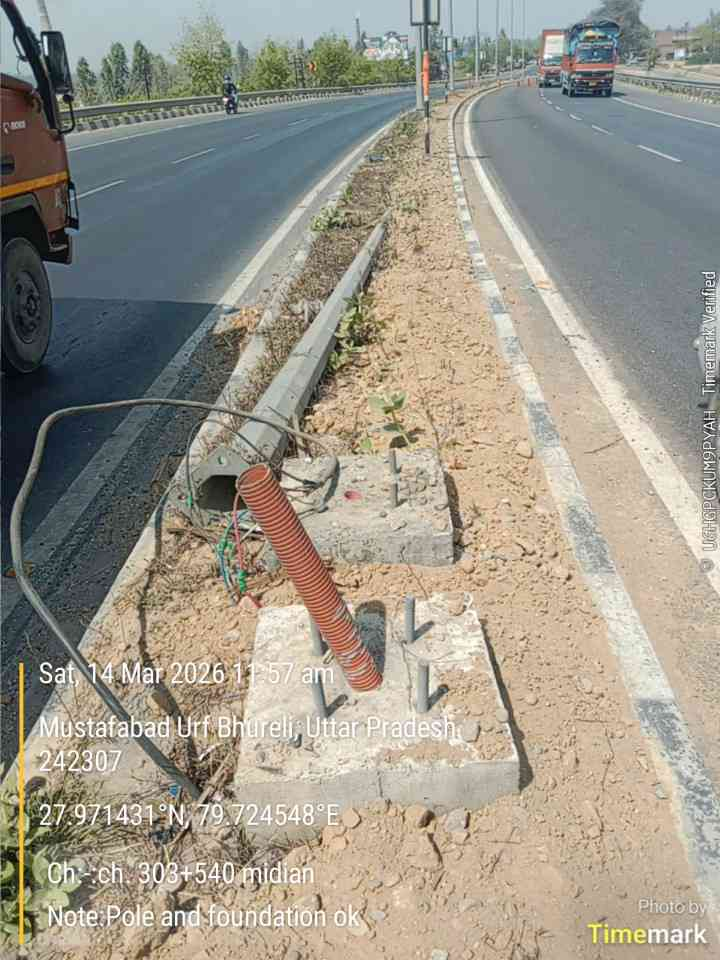 Sat, 14 Mar 2026 11:57 am
Mustafabad Urf Bhureli, Uttar Pradesh,
242307
27.971431°N, 79.724548°E
Ch:-:ch. 303+540 midian
Note:Pole and foundation ok
Photo by
Timemark
Timemark Verified